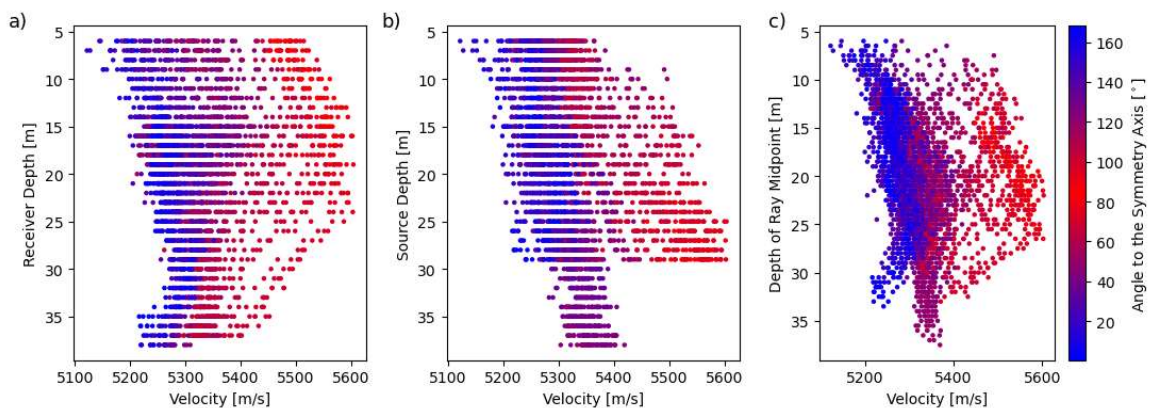 a)
5
10
15
20
25
30
35
Receiver Depth [m]
5100 5200 5300 5400 5500 5600
Velocity [m/s]
b)
5
10
15
20
25
30
35
Source Depth [m]
5100 5200 5300 5400 5500 5600
Velocity [m/s]
c)
5
10
15
20
25
30
35
Depth of Ray Midpoint [m]
5200 5400 5600
Velocity [m/s]
160
140
120
100
80
60
40
20
Angle to the Symmetry Axis [°]